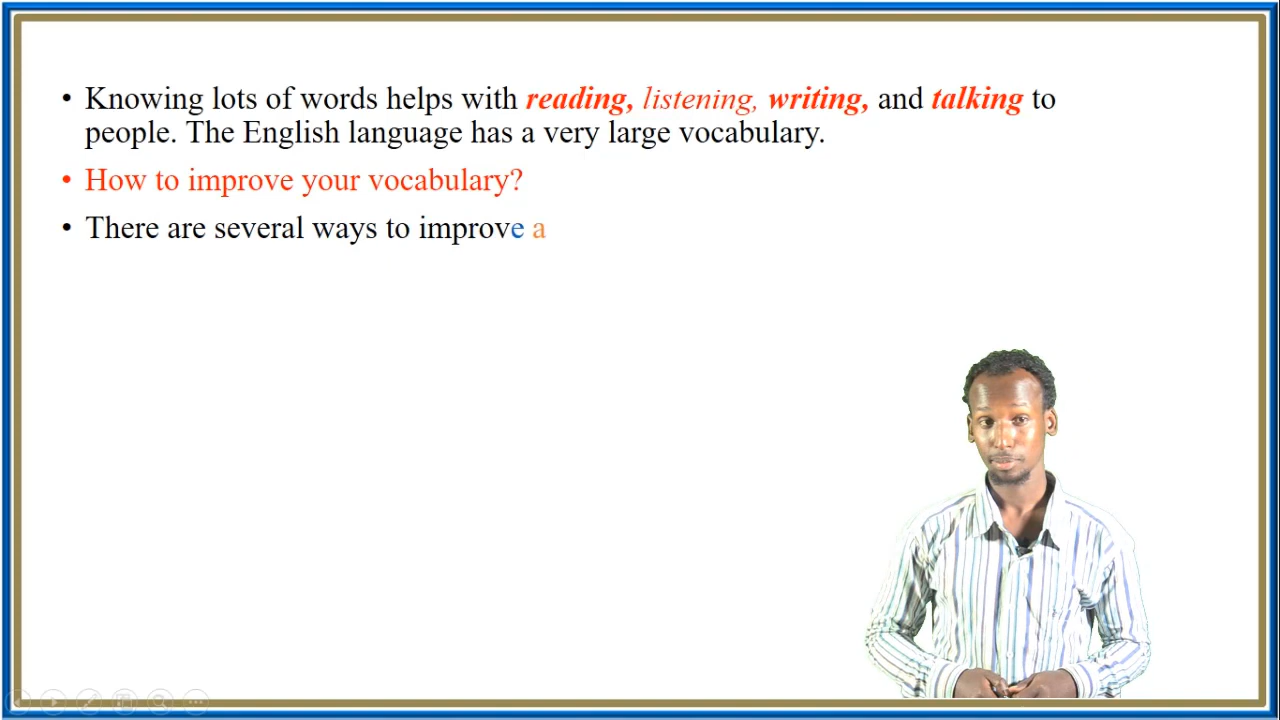 • Knowing lots of words helps with reading, listening, writing, and talking to
people. The English language has a very large vocabulary.
• How to improve your vocabulary?
• There are several ways to improve a